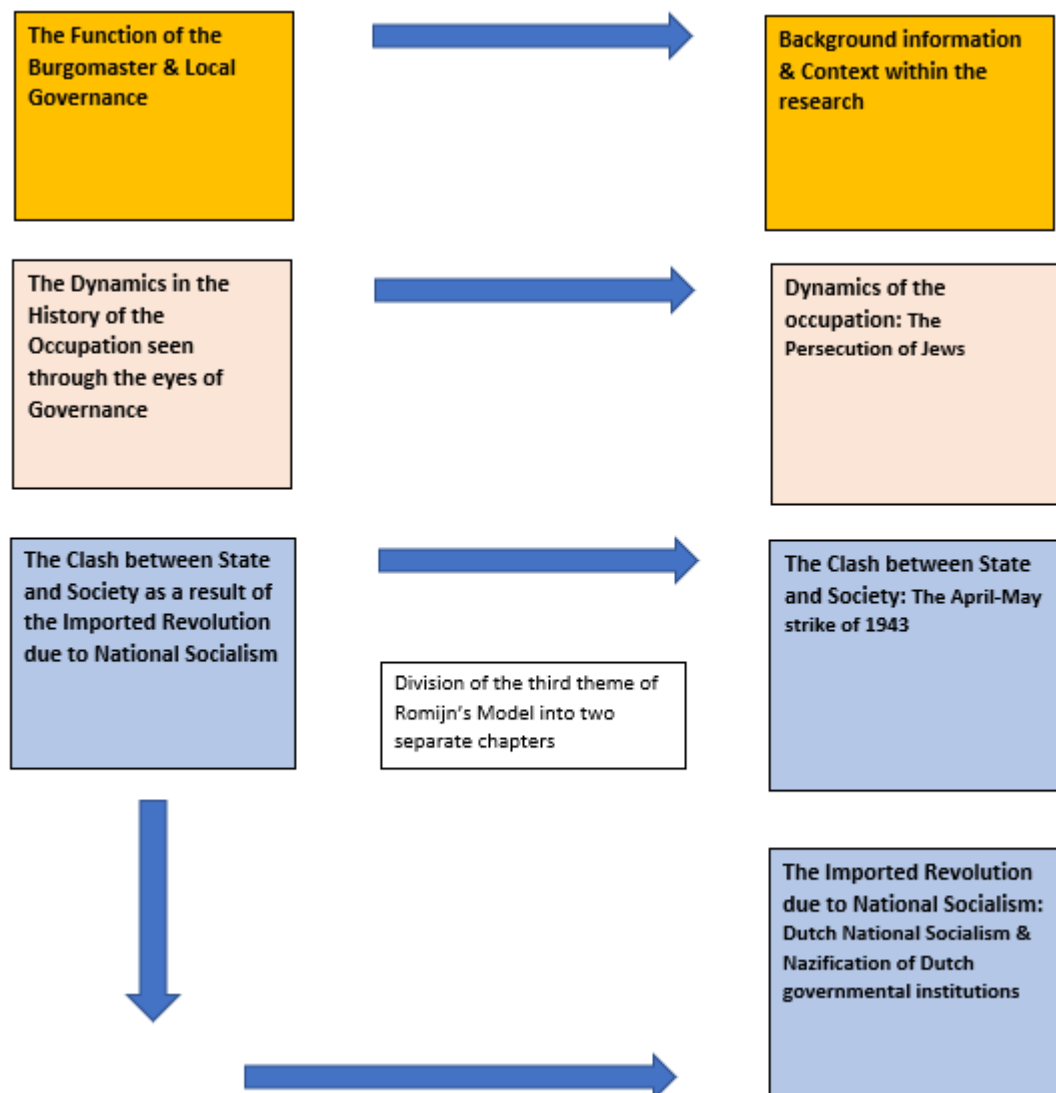 The Function of the
Burgomaster & Local
Governance
Background information
& Context within the
research
The Dynamics in the
History of the
Occupation seen
through the eyes of
Governance
Dynamics of the
occupation: The
Persecution of Jews
The Clash between State
and Society as a result of
the Imported Revolution
due to National Socialism
Division of the third theme of
Romijn's Model into two
separate chapters
The Clash between State
and Society: The April-May
strike of 1943
The Imported Revolution
due to National Socialism:
Dutch National Socialism &
Nazification of Dutch
governmental institutions